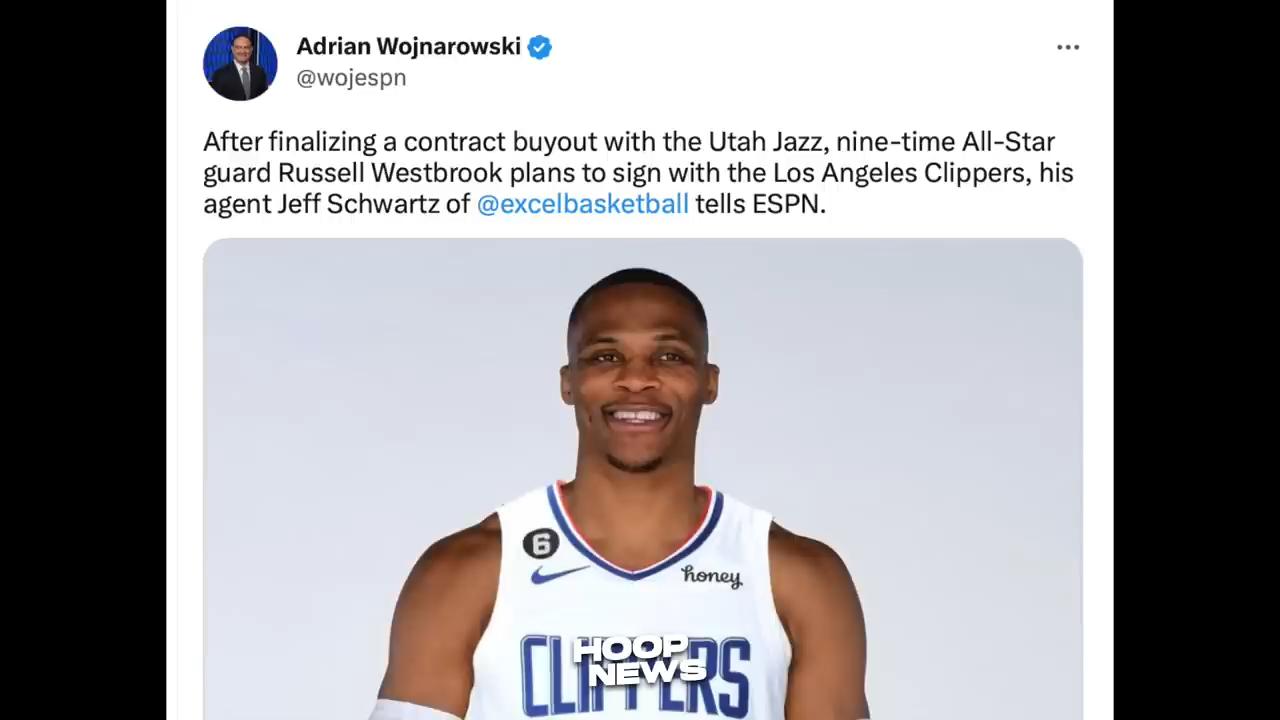 Adrian Wojnarowski
@wojespn
After finalizing a contract buyout with the Utah Jazz, nine-time All-Star
guard Russell Westbrook plans to sign with the Los Angeles Clippers, his
agent Jeff Schwartz of @excelbasketball tells ESPN.
6
honey
CLIPPERS
HOOP
NEWS